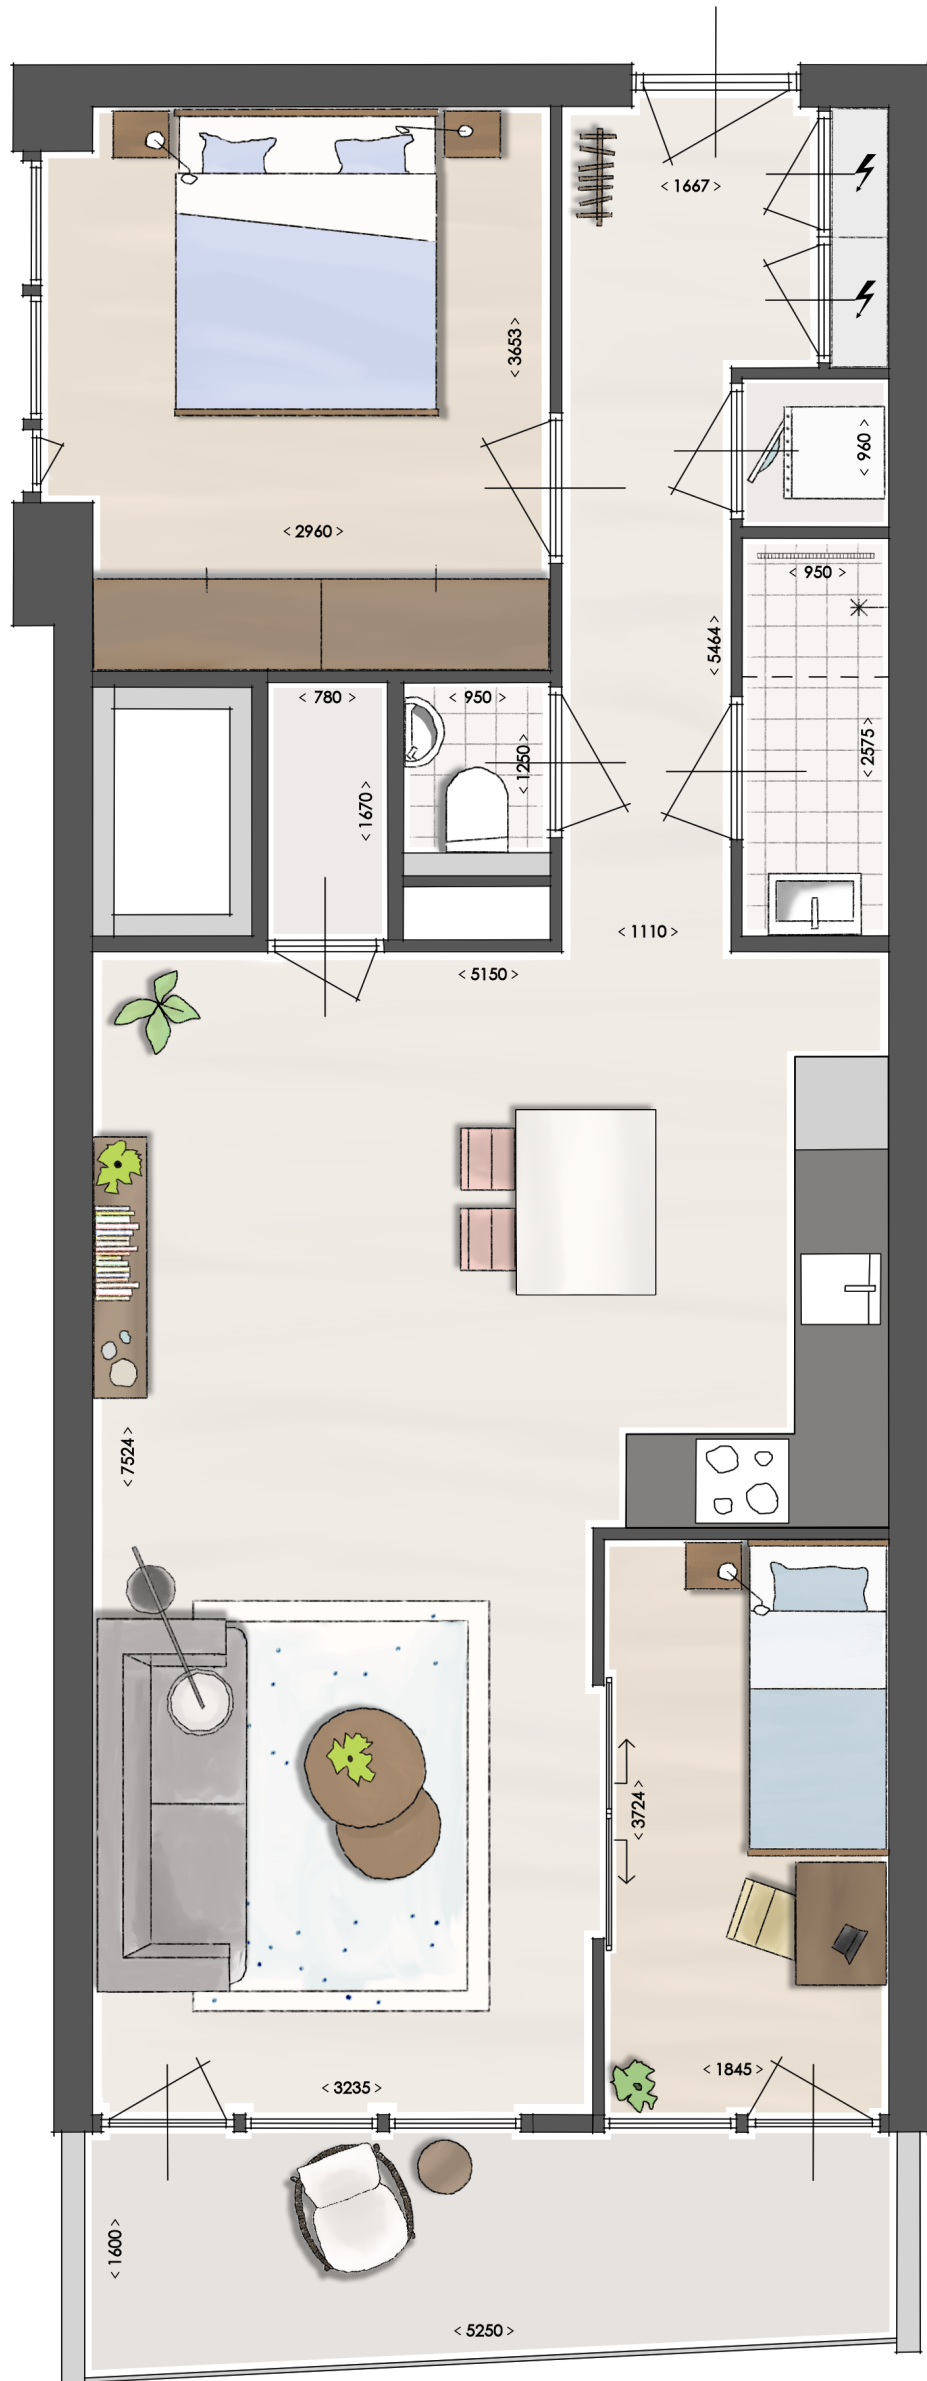 < 1667 >
< 3653 >
< 960 >
< 2960 >
< 950 >
< 5464 >
< 780 >
< 950 >
< 1250 >
< 2575 >
< 1670 >
< 1110 >
< 5150 >
< 7524 >
< 3724 >
< 1845 >
< 3235 >
< 1600 >
< 5250 >